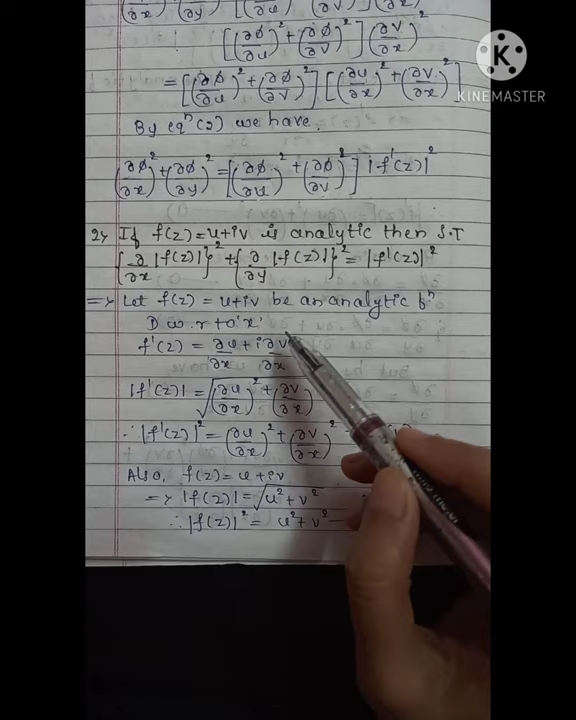 [(∂ø/∂u)² + (∂ø/∂v)²] (∂v/∂x)²
= [(∂ø/∂u)² + (∂ø/∂v)²] [(∂u/∂x)² + (∂v/∂x)²]
KINEMASTER
By eqⁿ (2) we have.
(∂ø/∂x)² + (∂ø/∂y)² = [(∂ø/∂u)² + (∂ø/∂v)²] |f'(z)|²
2> If f(z) = u+iv is analytic then S.T
{∂/∂x |f(z)|}² + {∂/∂y |f(z)|}² = |f'(z)|²
=> Let f(z) = u+iv be an analytic fⁿ
D w.r to 'x'
f'(z) = ∂u/∂x + i ∂v/∂x
|f'(z)| = √(∂u/∂x)² + (∂v/∂x)
∴ |f'(z)|² = (∂u/∂x)² + (∂v/∂x)²
Also, f(z) = u+iv
=> |f(z)| = √u² + v²
∴ |f(z)|² = u² + v²